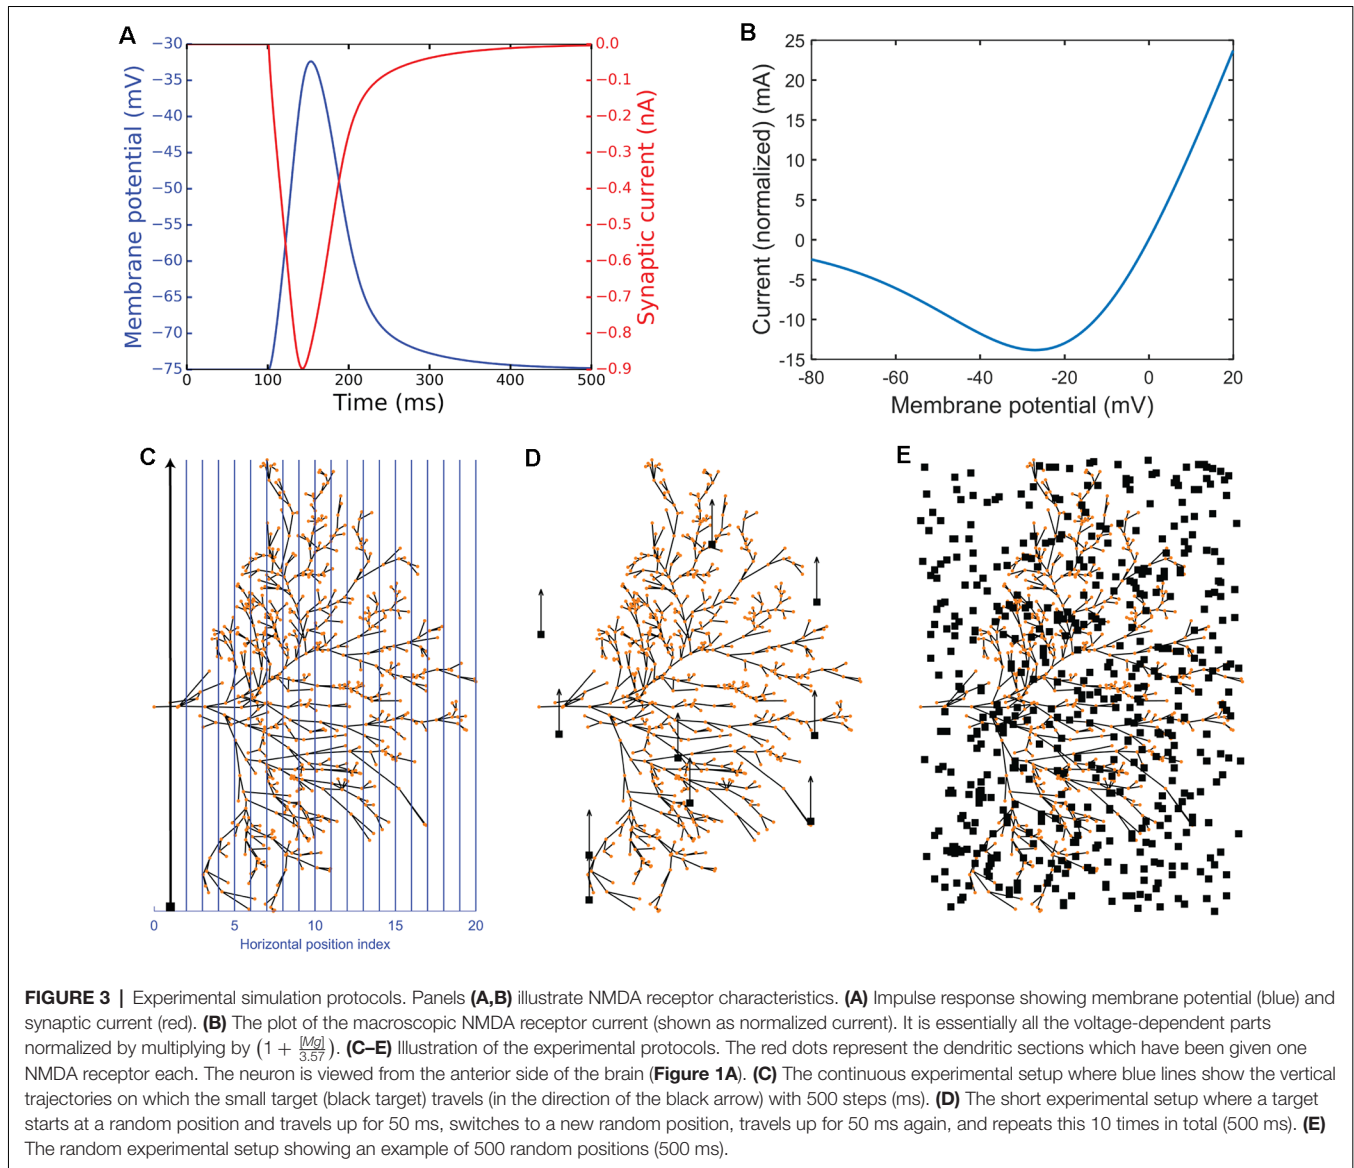 A
B
−30
−35
−40
−45
−50
−55
−60
−65
−70
−75
Membrane potential (mV)
0.0
−0.1
−0.2
−0.3
−0.4
−0.5
−0.6
−0.7
−0.8
−0.9
Synaptic current (nA)
0 100 200 300 400 500
Time (ms)
25
20
15
10
5
0
-5
-10
-15
Current (normalized) (mA)
-80 -60 -40 -20 0 20
Membrane potential (mV)
C
D
E
0 5 10 15 20
Horizontal position index
FIGURE 3 | Experimental simulation protocols. Panels (A,B) illustrate NMDA receptor characteristics. (A) Impulse response showing membrane potential (blue) and
synaptic current (red). (B) The plot of the macroscopic NMDA receptor current (shown as normalized current). It is essentially all the voltage-dependent parts
normalized by multiplying by (1 + [Mg]/3.57). (C–E) Illustration of the experimental protocols. The red dots represent the dendritic sections which have been given one
NMDA receptor each. The neuron is viewed from the anterior side of the brain (Figure 1A). (C) The continuous experimental setup where blue lines show the vertical
trajectories on which the small target (black target) travels (in the direction of the black arrow) with 500 steps (ms). (D) The short experimental setup where a target
starts at a random position and travels up for 50 ms, switches to a new random position, travels up for 50 ms again, and repeats this 10 times in total (500 ms). (E)
The random experimental setup showing an example of 500 random positions (500 ms).